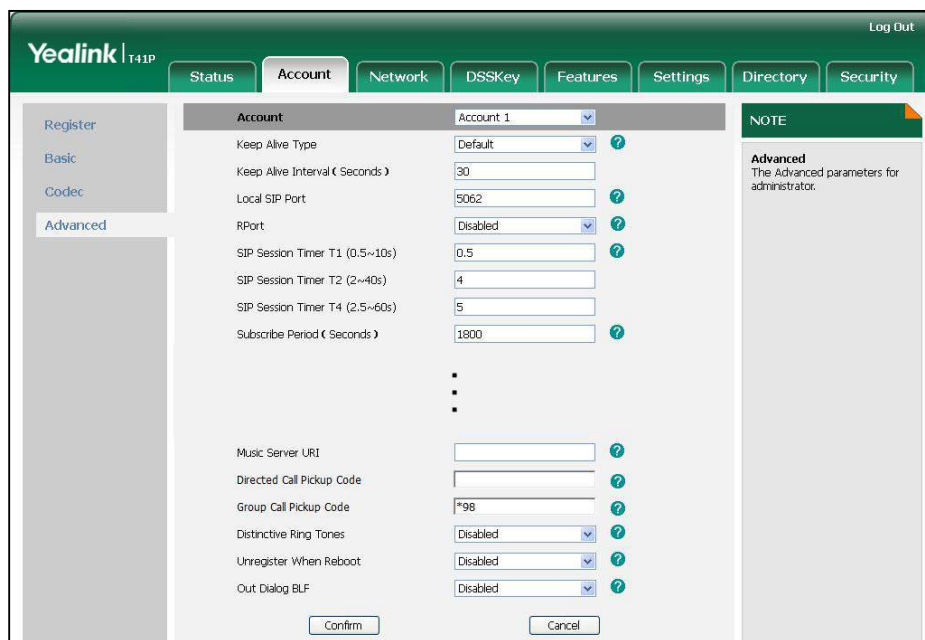 Log Out
Yealink T41P
Status Account Network DSSKey Features Settings Directory Security
Register
Basic
Codec
Advanced
Account Account 1
Keep Alive Type Default ?
Keep Alive Interval ( Seconds ) 30
Local SIP Port 5062 ?
RPort Disabled ?
SIP Session Timer T1 (0.5~10s) 0.5 ?
SIP Session Timer T2 (2~40s) 4
SIP Session Timer T4 (2.5~60s) 5
Subscribe Period ( Seconds ) 1800 ?
Music Server URI ?
Directed Call Pickup Code ?
Group Call Pickup Code *98 ?
Distinctive Ring Tones Disabled ?
Unregister When Reboot Disabled ?
Out Dialog BLF Disabled ?
Confirm Cancel
NOTE
Advanced
The Advanced parameters for
administrator.